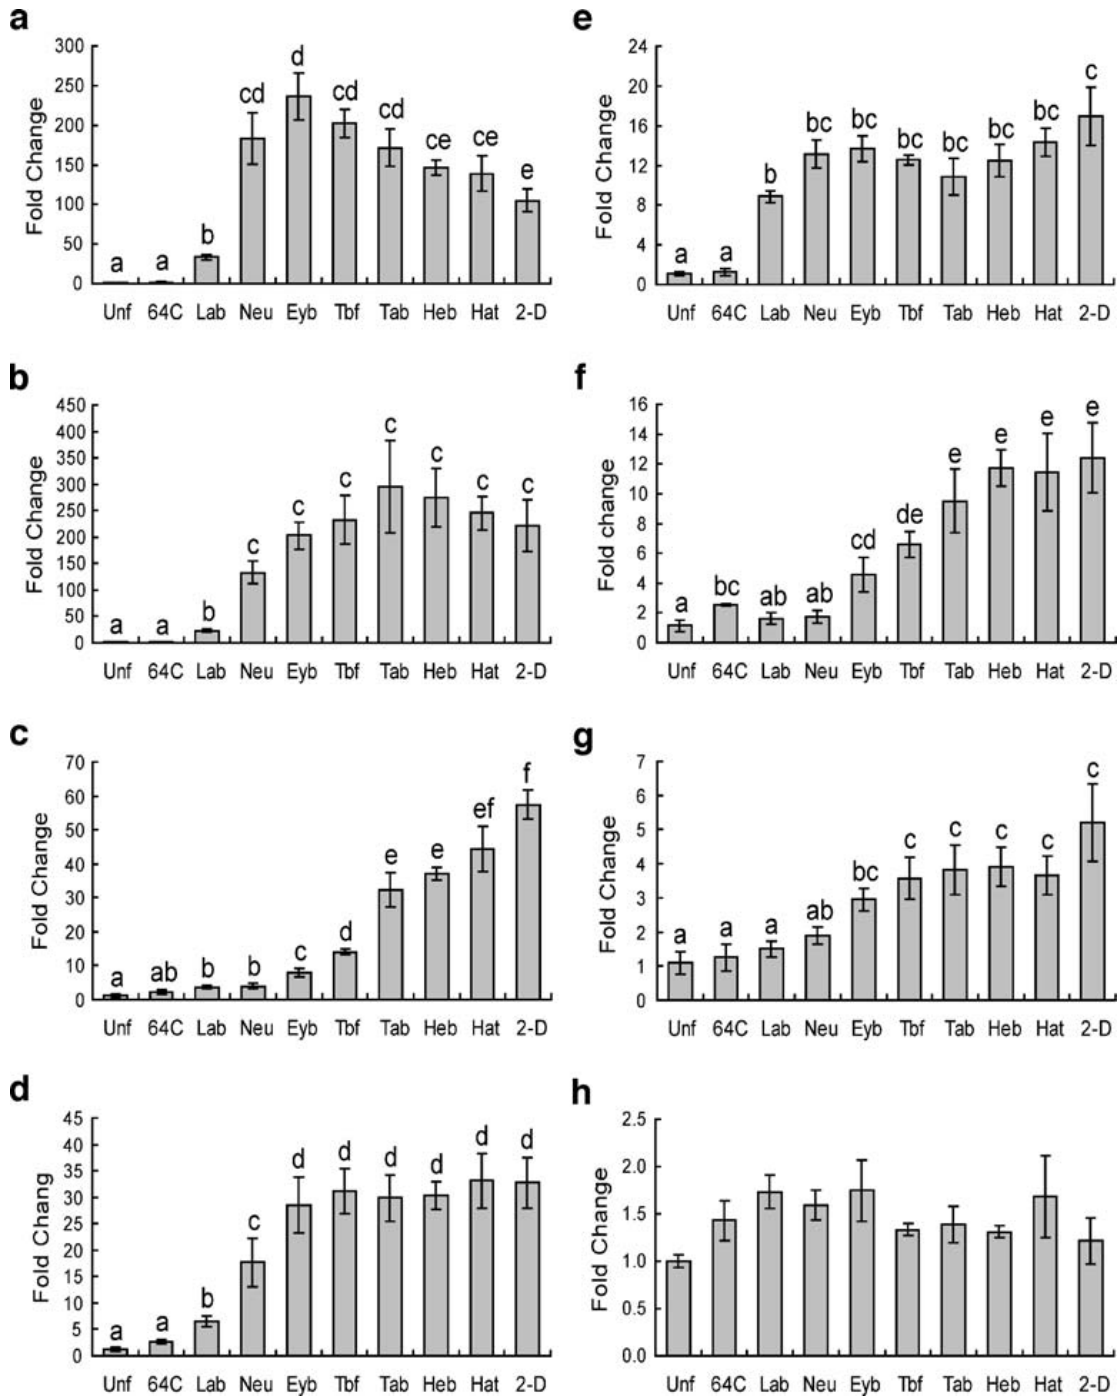 a
300
250
200
150
100
50
0
Fold Change
a a b cd d cd cd ce ce e
Unf 64C Lab Neu Eyb Tbf Tab Heb Hat 2-D
b
450
400
350
300
250
200
150
100
50
0
Fold Change
a a b c c c c c c c
Unf 64C Lab Neu Eyb Tbf Tab Heb Hat 2-D
c
70
60
50
40
30
20
10
0
Fold Change
a ab b b c d e e ef f
Unf 64C Lab Neu Eyb Tbf Tab Heb Hat 2-D
d
45
40
35
30
25
20
15
10
5
0
Fold Chang
a a b c d d d d d d
Unf 64C Lab Neu Eyb Tbf Tab Heb Hat 2-D
e
24
20
16
12
8
4
0
Fold Change
a a b bc bc bc bc bc bc c
Unf 64C Lab Neu Eyb Tbf Tab Heb Hat 2-D
f
16
14
12
10
8
6
4
2
0
Fold change
a bc ab ab cd de e e e e
Unf 64C Lab Neu Eyb Tbf Tab Heb Hat 2-D
g
7
6
5
4
3
2
1
0
Fold Change
a a a ab bc c c c c c
Unf 64C Lab Neu Eyb Tbf Tab Heb Hat 2-D
h
2.5
2.0
1.5
1.0
0.5
0.0
Fold Change
Unf 64C Lab Neu Eyb Tbf Tab Heb Hat 2-D